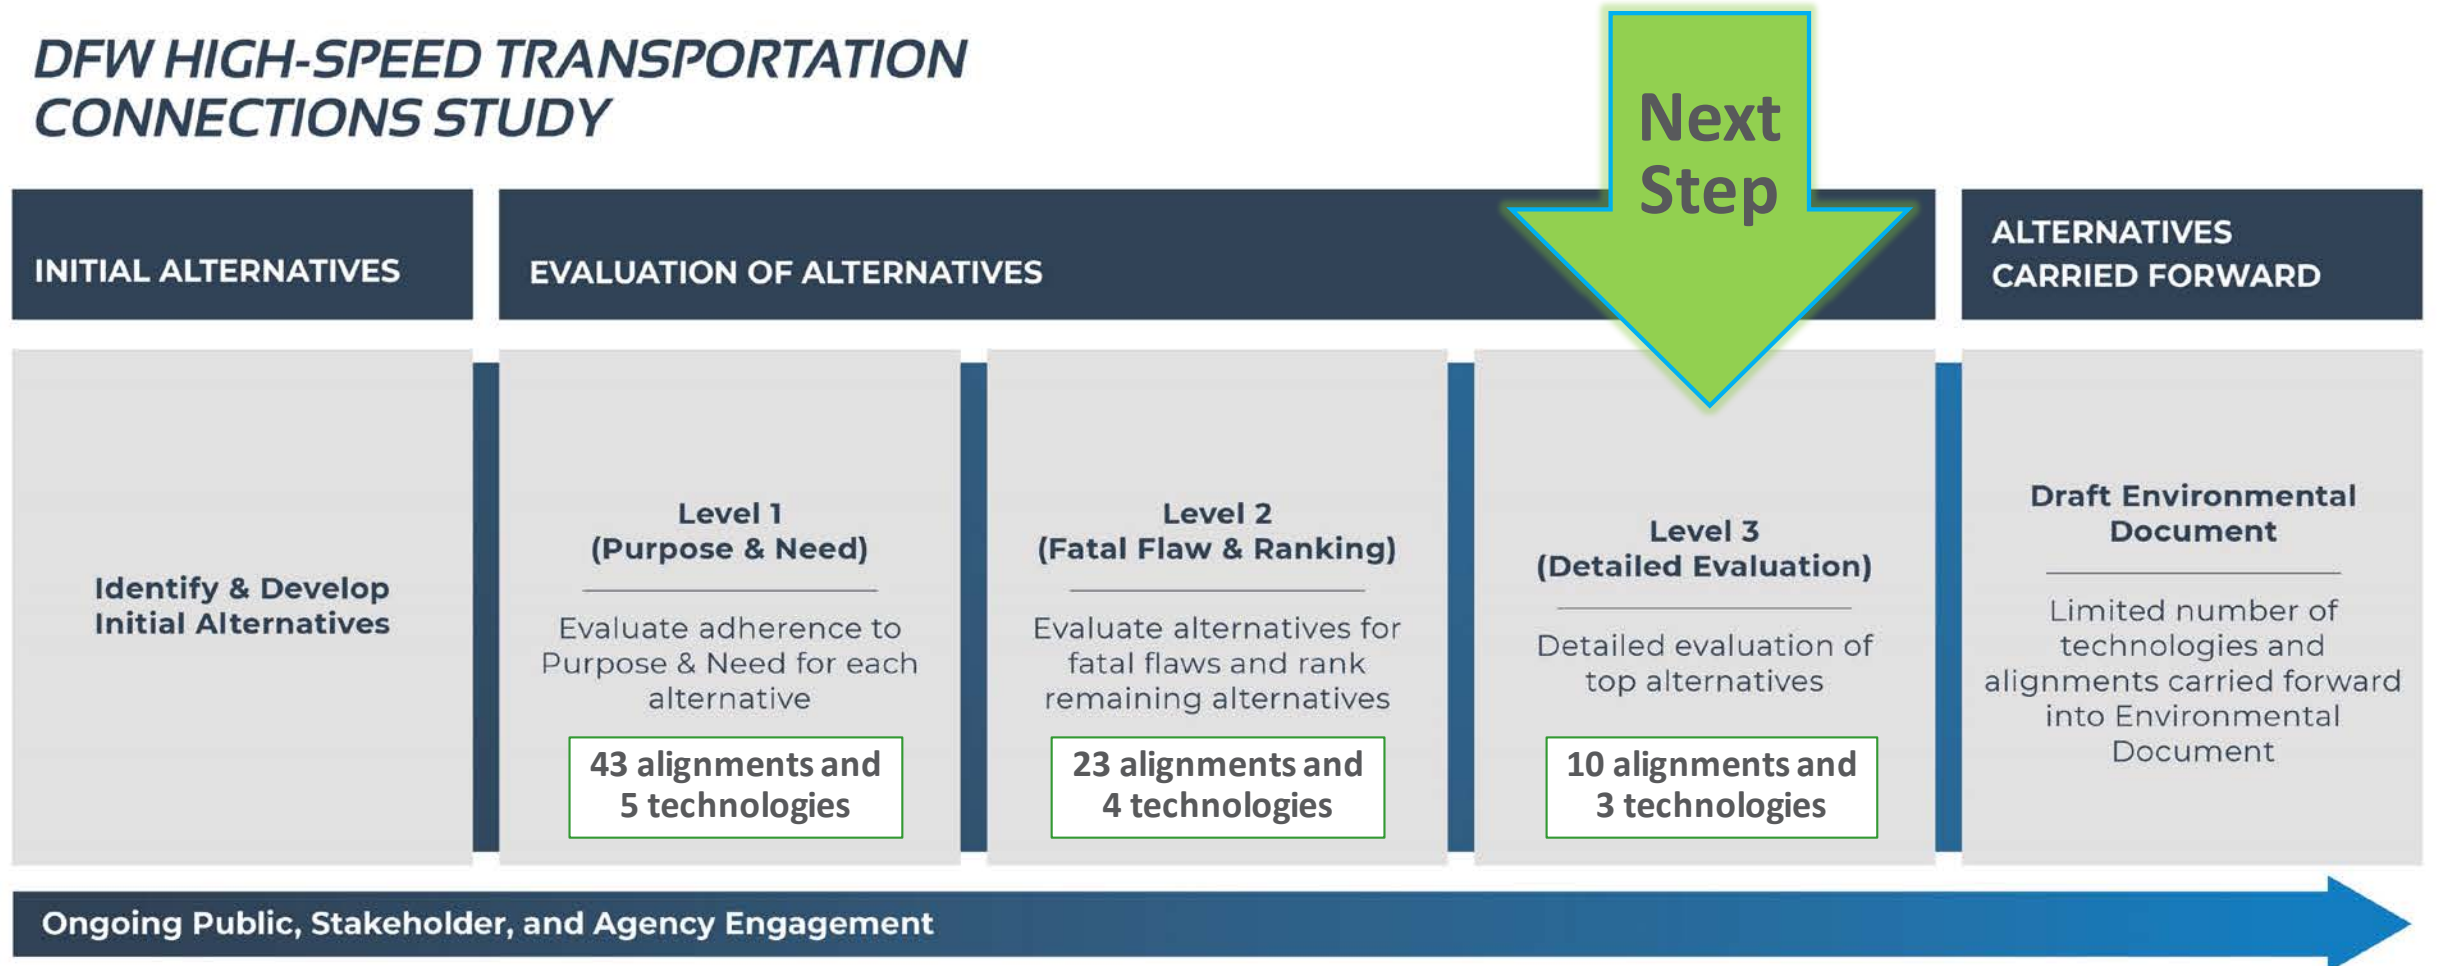 DFW HIGH-SPEED TRANSPORTATION
CONNECTIONS STUDY
Next
Step
INITIAL ALTERNATIVES
EVALUATION OF ALTERNATIVES
ALTERNATIVES
CARRIED FORWARD
Identify & Develop
Initial Alternatives
Level 1
(Purpose & Need)
Evaluate adherence to
Purpose & Need for each
alternative
43 alignments and
5 technologies
Level 2
(Fatal Flaw & Ranking)
Evaluate alternatives for
fatal flaws and rank
remaining alternatives
23 alignments and
4 technologies
Level 3
(Detailed Evaluation)
Detailed evaluation of
top alternatives
10 alignments and
3 technologies
Draft Environmental
Document
Limited number of
technologies and
alignments carried forward
into Environmental
Document
Ongoing Public, Stakeholder, and Agency Engagement